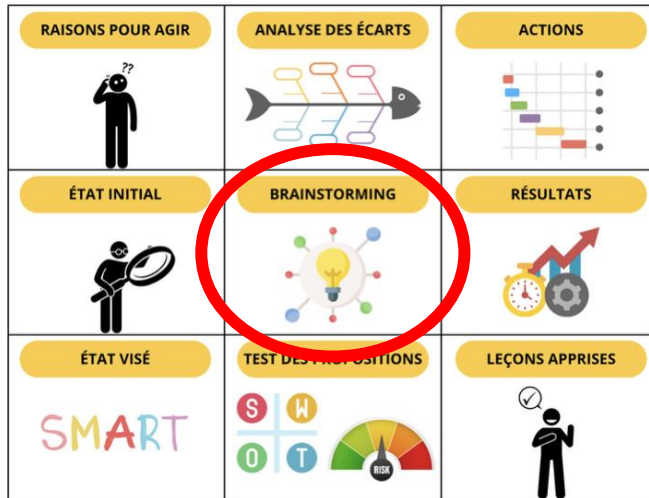 RAISONS POUR AGIR
ANALYSE DES ÉCARTS
ACTIONS
??
ÉTAT INITIAL
BRAINSTORMING
RÉSULTATS
ÉTAT VISÉ
TEST DES PROPOSITIONS
LEÇONS APPRISES
SMART
S W
O T
RISK